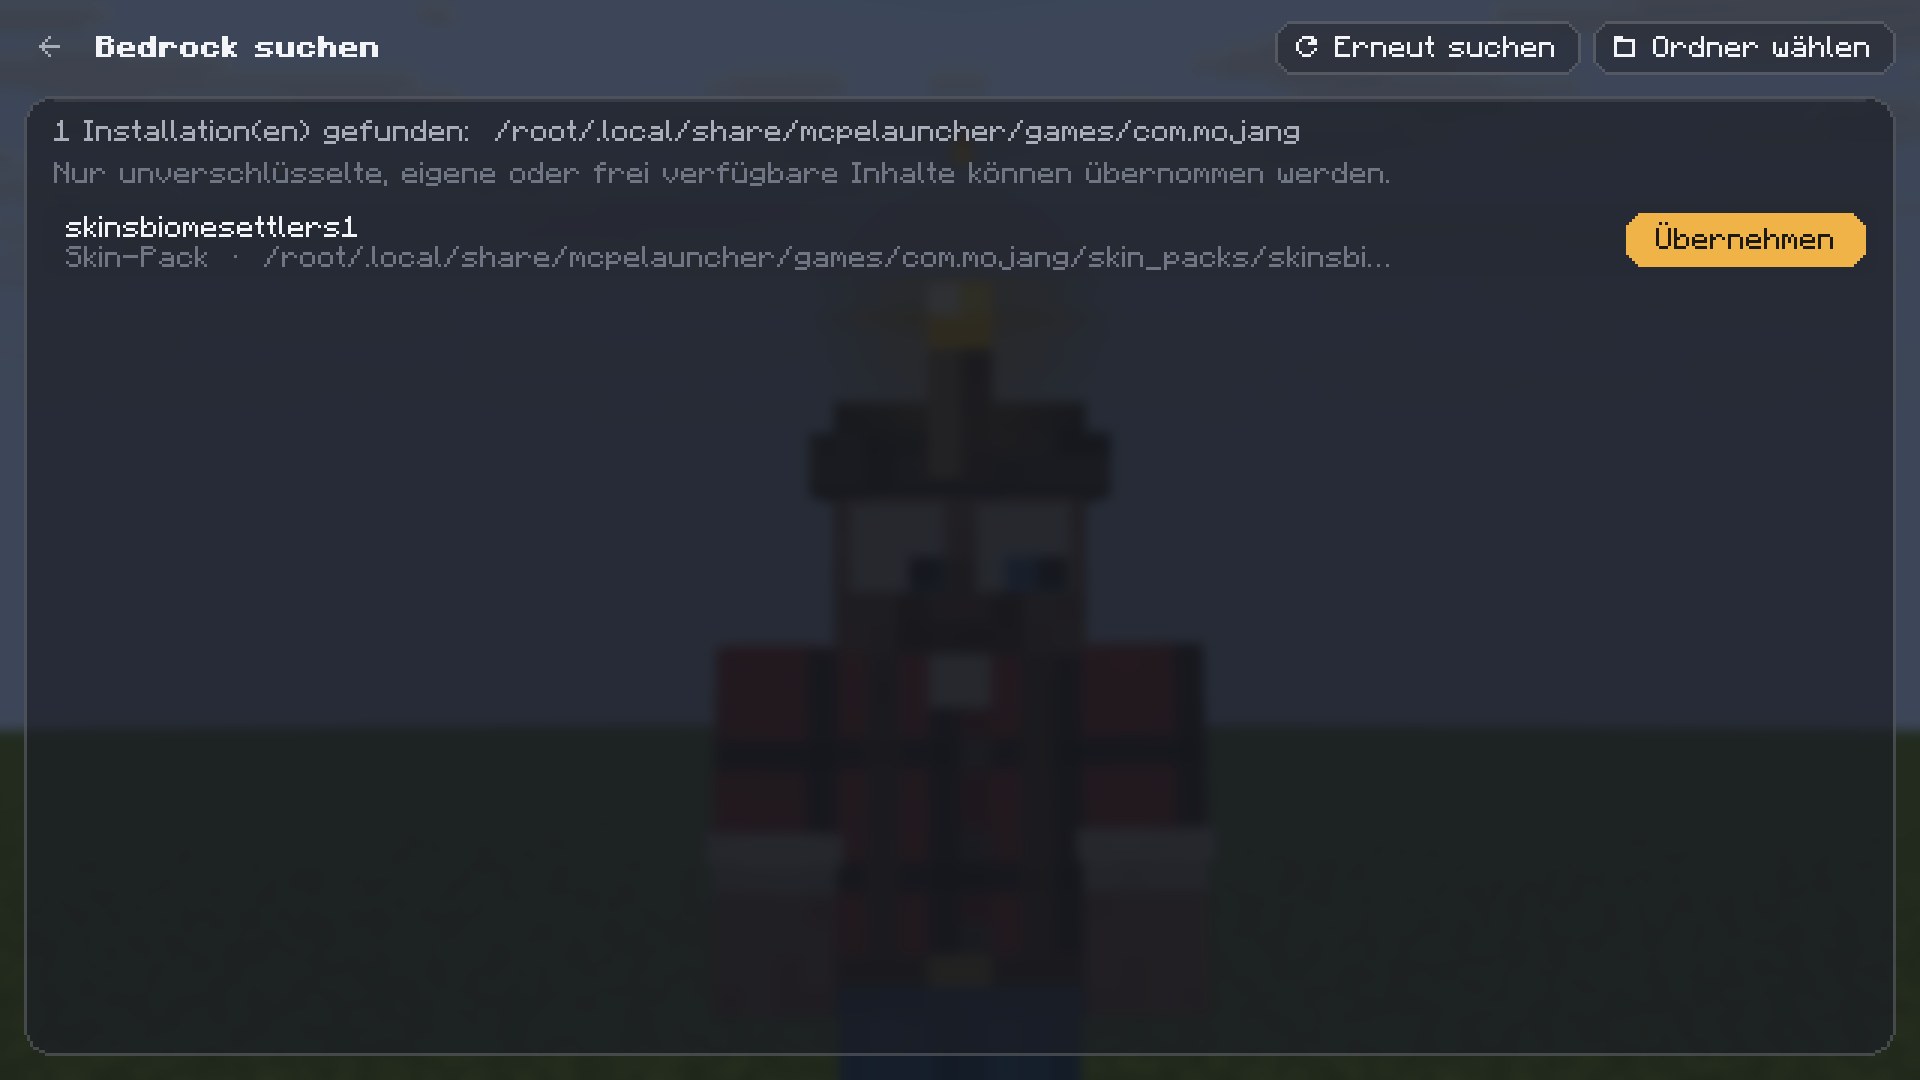 Bedrock suchen
Erneut suchen
Ordner wählen
1 Installation(en) gefunden: /root/.local/share/mcpelauncher/games/com.mojang
Nur unverschlüsselte, eigene oder frei verfügbare Inhalte können übernommen werden.
skinsbiomesettlers1
Skin-Pack · /root/.local/share/mcpelauncher/games/com.mojang/skin_packs/skinsbi...
Übernehmen